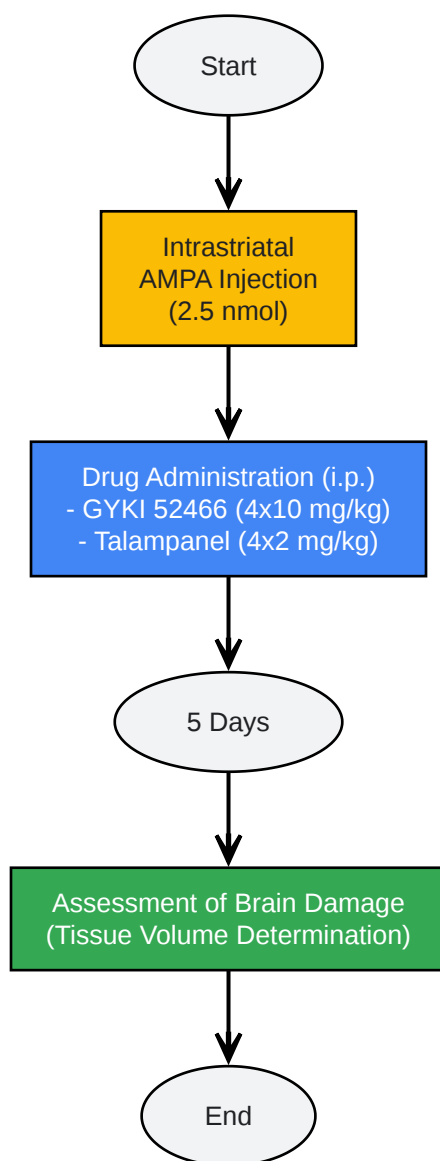 Start
Intrastriatal
AMPA Injection
(2.5 nmol)
Drug Administration (i.p.)
- GYKI 52466 (4x10 mg/kg)
- Talampanel (4x2 mg/kg)
5 Days
Assessment of Brain Damage
(Tissue Volume Determination)
End